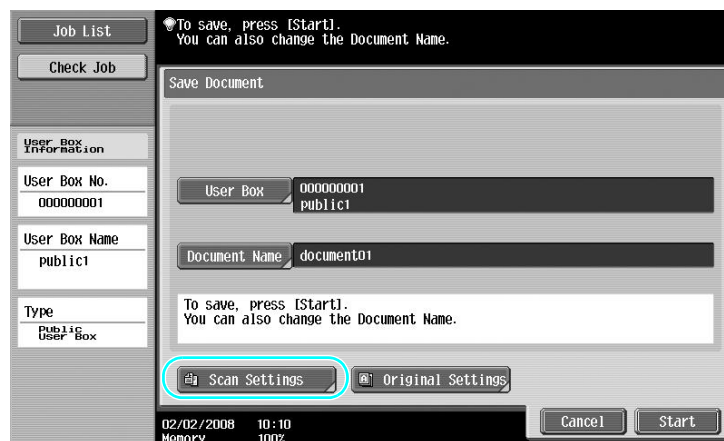 Job List
Check Job
To save, press [Start].
You can also change the Document Name.
Save Document
User Box
Information
User Box No.
000000001
User Box Name
public1
Type
Public
User Box
User Box
000000001
public1
Document Name
document01
To save, press [Start].
You can also change the Document Name.
Scan Settings
Original Settings
02/02/2008 10:10
Memory 100%
Cancel
Start